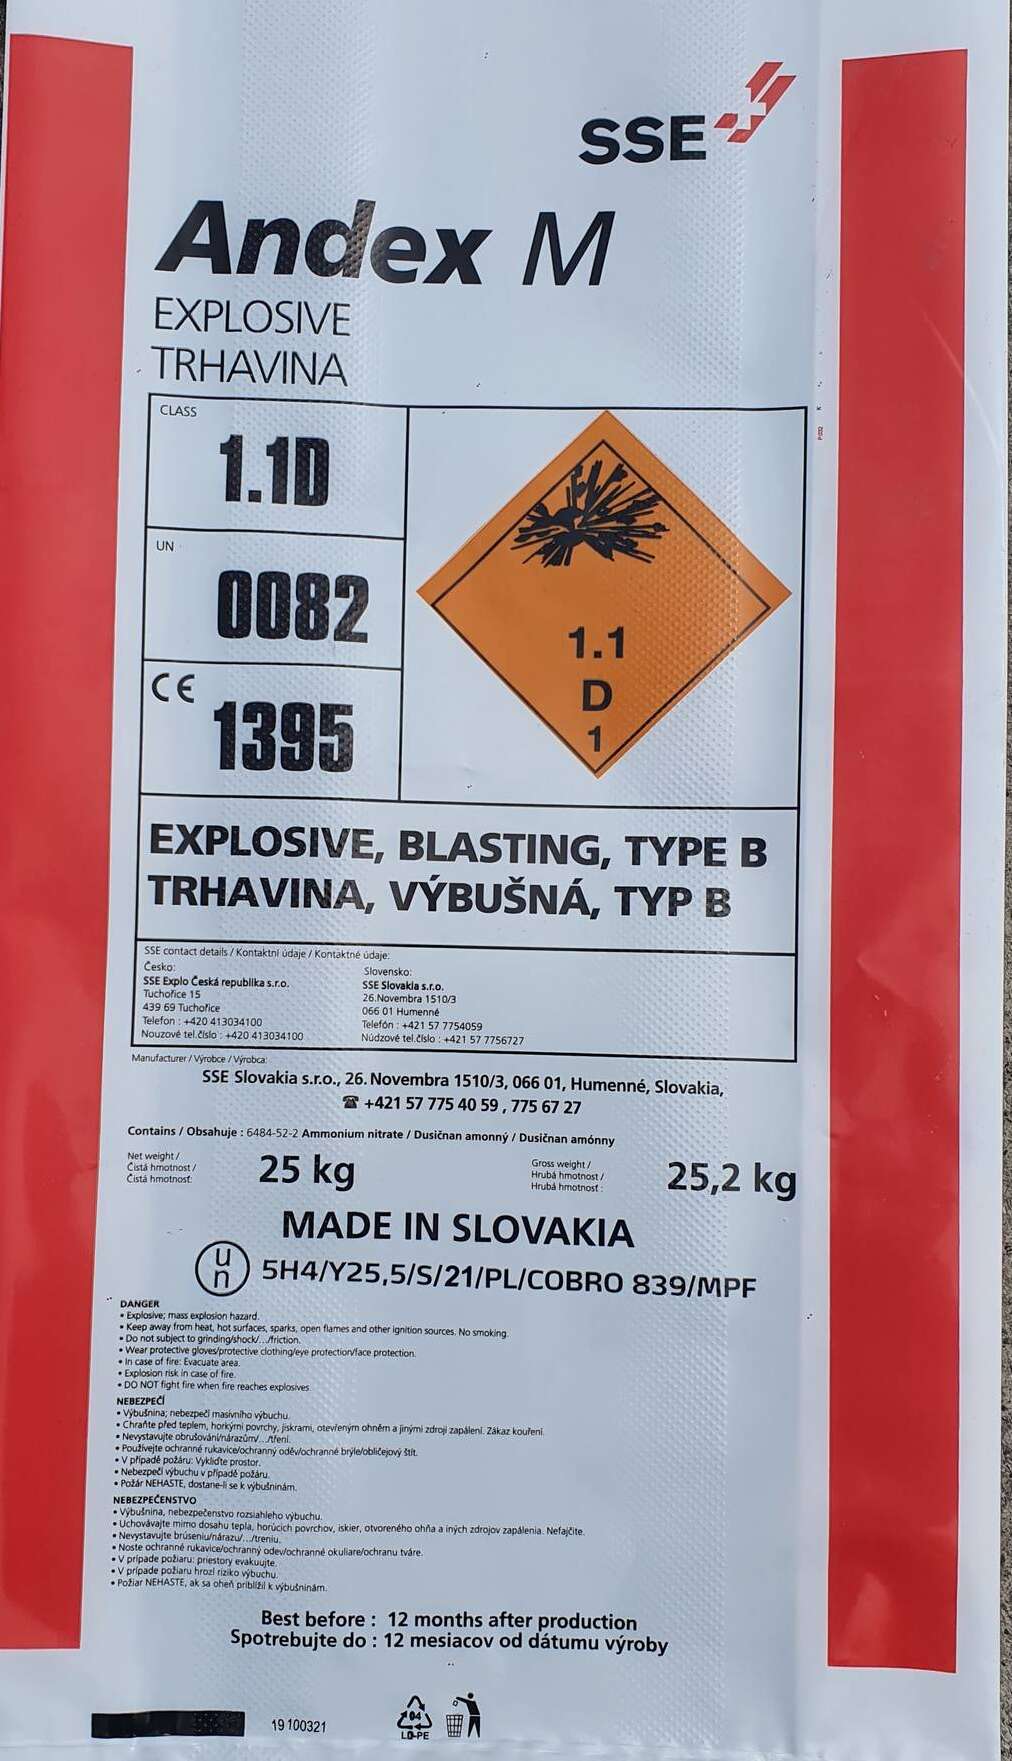 SSE
Andex M
EXPLOSIVE
TRHAVINA
CLASS
1.1D
UN
0082
CE
1395
1.1
D
1
EXPLOSIVE, BLASTING, TYPE B
TRHAVINA, VÝBUŠNÁ, TYP B
SSE contact details / Kontaktní údaje / Kontaktné údaje:
Česko:
SSE Explo Česká republika s.r.o.
Tuchořice 15
439 69 Tuchořice
Telefon : +420 413034100
Nouzové tel.číslo : +420 413034100
Slovensko:
SSE Slovakia s.r.o.
26.Novembra 1510/3
066 01 Humenné
Telefón : +421 57 7754059
Núdzové tel.číslo : +421 57 7756727
Manufacturer / Výrobce / Výrobca:
SSE Slovakia s.r.o., 26. Novembra 1510/3, 066 01, Humenné, Slovakia,
☎ +421 57 775 40 59 , 775 67 27
Contains / Obsahuje : 6484-52-2 Ammonium nitrate / Dusičnan amonný / Dusičnan amónny
Net weight /
Čistá hmotnost /
Čistá hmotnosť:
25 kg
Gross weight /
Hrubá hmotnost /
Hrubá hmotnosť :
25,2 kg
MADE IN SLOVAKIA
un 5H4/Y25,5/S/21/PL/COBRO 839/MPF
DANGER
• Explosive; mass explosion hazard.
• Keep away from heat, hot surfaces, sparks, open flames and other ignition sources. No smoking.
• Do not subject to grinding/shock/.../friction.
• Wear protective gloves/protective clothing/eye protection/face protection.
• In case of fire: Evacuate area.
• Explosion risk in case of fire.
• DO NOT fight fire when fire reaches explosives.
NEBEZPEČÍ
• Výbušnina; nebezpečí masivního výbuchu.
• Chraňte před teplem, horkými povrchy, jiskrami, otevřeným ohněm a jinými zdroji zapálení. Zákaz kouření.
• Nevystavujte obrušování/nárazům/.../tření.
• Používejte ochranné rukavice/ochranný oděv/ochranné brýle/obličejový štít.
• V případě požáru: Vykliďte prostor.
• Nebezpečí výbuchu v případě požáru.
• Požár NEHASTE, dostane-li se k výbušninám.
NEBEZPEČENSTVO
• Výbušnina, nebezpečenstvo rozsiahleho výbuchu.
• Uchovávajte mimo dosahu tepla, horúcich povrchov, iskier, otvoreného ohňa a iných zdrojov zapálenia. Nefajčite.
• Nevystavujte brúseniu/nárazu/.../treniu.
• Noste ochranné rukavice/ochranný odev/ochranné okuliare/ochranu tváre.
• V prípade požiaru: priestory evakuujte.
• V prípade požiaru hrozí riziko výbuchu.
• Požiar NEHASTE, ak sa oheň priblížil k výbušninám.
Best before : 12 months after production
Spotrebujte do : 12 mesiacov od dátumu výroby
19100321
04
LD-PE